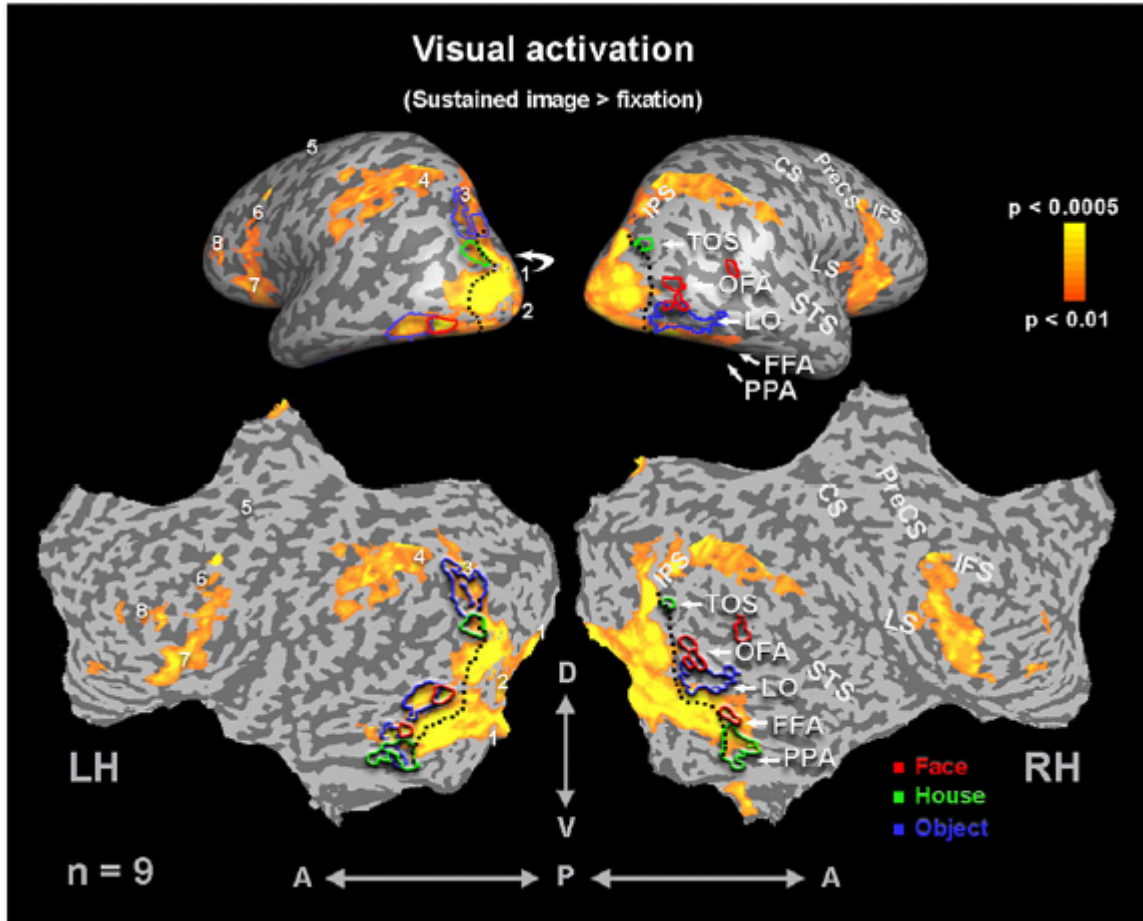 Visual activation
(Sustained image > fixation)
5
4
3
6
8
7
1
2
CS
PreCS
IFS
IPS
TOS
LS
OFA
STS
LO
FFA
PPA
p < 0.0005
p < 0.01
5
4
3
6
8
7
1
2
1
CS
PreCS
IFS
IPS
TOS
LS
OFA
STS
LO
FFA
PPA
D
V
LH
RH
Face
House
Object
n = 9
A
P
A